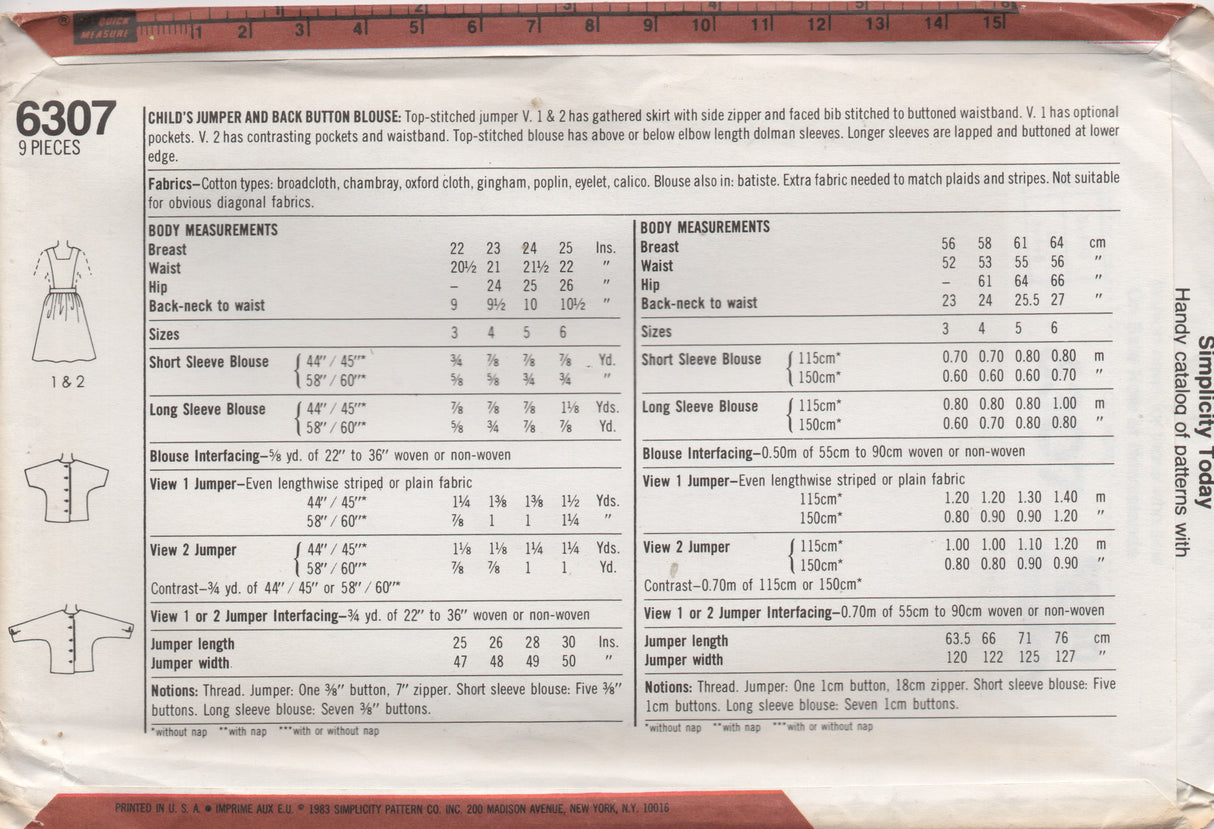 ® QUICK
MEASURE
1 2 3 4 5 6 7 8 9 10 11 12 13 14 15
6307
9 PIECES
1 & 2
CHILD'S JUMPER AND BACK BUTTON BLOUSE: Top-stitched jumper V. 1 & 2 has gathered skirt with side zipper and faced bib stitched to buttoned waistband. V. 1 has optional
pockets. V. 2 has contrasting pockets and waistband. Top-stitched blouse has above or below elbow length dolman sleeves. Longer sleeves are lapped and buttoned at lower
edge.
Fabrics—Cotton types: broadcloth, chambray, oxford cloth, gingham, poplin, eyelet, calico. Blouse also in: batiste. Extra fabric needed to match plaids and stripes. Not suitable
for obvious diagonal fabrics.
BODY MEASUREMENTS
Breast 22 23 24 25 Ins.
Waist 20½ 21 21½ 22 "
Hip – 24 25 26 "
Back-neck to waist 9 9½ 10 10½ "
Sizes 3 4 5 6
Short Sleeve Blouse { 44" / 45"* ¾ ⅞ ⅞ ⅞ Yd.
58" / 60"* ⅝ ⅝ ¾ ¾ "
Long Sleeve Blouse { 44" / 45"* ⅞ ⅞ ⅞ 1⅛ Yds.
58" / 60"* ⅝ ¾ ⅞ ⅞ Yd.
Blouse Interfacing—⅝ yd. of 22" to 36" woven or non-woven
View 1 Jumper—Even lengthwise striped or plain fabric
44" / 45"* 1¼ 1⅜ 1⅜ 1½ Yds.
58" / 60"* ⅞ 1 1 1¼ "
View 2 Jumper { 44" / 45"* 1⅛ 1⅛ 1¼ 1¼ Yds.
58" / 60"* ⅞ ⅞ 1 1 Yd.
Contrast—¾ yd. of 44" / 45" or 58" / 60"*
View 1 or 2 Jumper Interfacing—¾ yd. of 22" to 36" woven or non-woven
Jumper length 25 26 28 30 Ins.
Jumper width 47 48 49 50 "
Notions: Thread. Jumper: One ⅜" button, 7" zipper. Short sleeve blouse: Five ⅜"
buttons. Long sleeve blouse: Seven ⅜" buttons.
*without nap **with nap ***with or without nap
BODY MEASUREMENTS
Breast 56 58 61 64 cm
Waist 52 53 55 56 "
Hip – 61 64 66 "
Back-neck to waist 23 24 25.5 27 "
Sizes 3 4 5 6
Short Sleeve Blouse { 115cm* 0.70 0.70 0.80 0.80 m
150cm* 0.60 0.60 0.60 0.70 "
Long Sleeve Blouse { 115cm* 0.80 0.80 0.80 1.00 m
150cm* 0.60 0.70 0.80 0.80 "
Blouse Interfacing—0.50m of 55cm to 90cm woven or non-woven
View 1 Jumper—Even lengthwise striped or plain fabric
115cm* 1.20 1.20 1.30 1.40 m
150cm* 0.80 0.90 0.90 1.20 "
View 2 Jumper { 115cm* 1.00 1.00 1.10 1.20 m
150cm* 0.80 0.80 0.90 0.90 "
Contrast—0.70m of 115cm or 150cm*
View 1 or 2 Jumper Interfacing—0.70m of 55cm to 90cm woven or non-woven
Jumper length 63.5 66 71 76 cm
Jumper width 120 122 125 127 "
Notions: Thread. Jumper: One 1cm button, 18cm zipper. Short sleeve blouse: Five
1cm buttons. Long sleeve blouse: Seven 1cm buttons.
*without nap **with nap ***with or without nap
Simplicity Today
Handy catalog of patterns with
PRINTED IN U. S. A. ● IMPRIME AUX E.U. © 1983 SIMPLICITY PATTERN CO. INC. 200 MADISON AVENUE, NEW YORK, N.Y. 10016